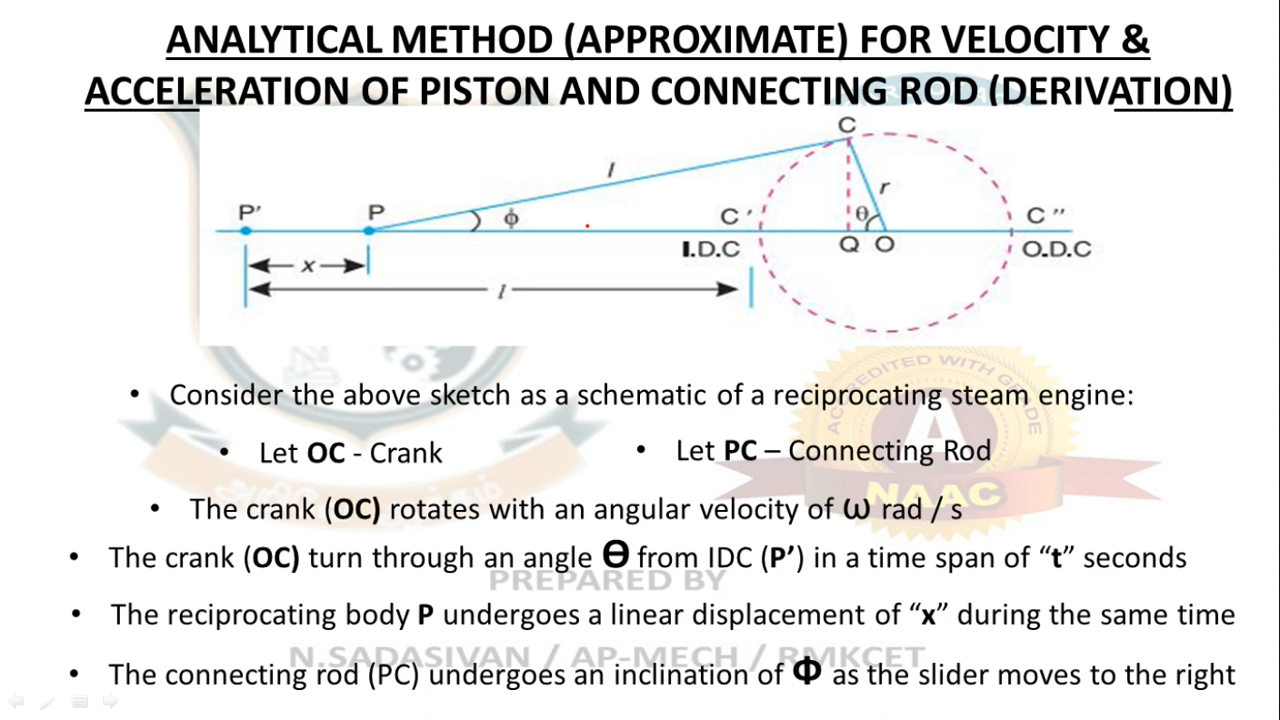 ANALYTICAL METHOD (APPROXIMATE) FOR VELOCITY &
ACCELERATION OF PISTON AND CONNECTING ROD (DERIVATION)
C
l
r
P'
P
ϕ
C '
θ
C ''
I.D.C
Q O
O.D.C
x
l
• Consider the above sketch as a schematic of a reciprocating steam engine:
• Let OC - Crank
• Let PC – Connecting Rod
• The crank (OC) rotates with an angular velocity of ω rad / s
• The crank (OC) turn through an angle Ɵ from IDC (P’) in a time span of “t” seconds
• The reciprocating body P undergoes a linear displacement of “x” during the same time
• The connecting rod (PC) undergoes an inclination of Φ as the slider moves to the right
ACCREDITED WITH GRADE
A
NAAC
PREPARED BY
N.SADASIVAN / AP-MECH / RMKCET